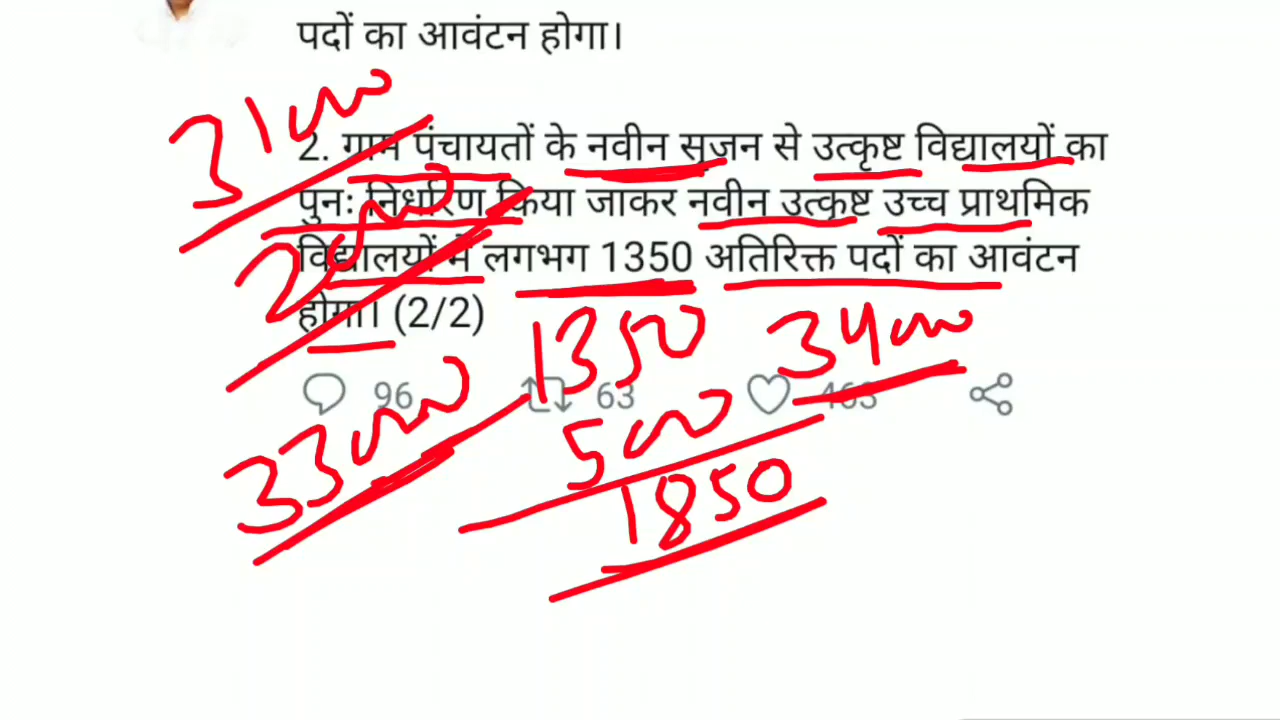 पदों का आवंटन होगा।
31000
2. ग्राम पंचायतों के नवीन सृजन से उत्कृष्ट विद्यालयों का
पुनः निर्धारण किया जाकर नवीन उत्कृष्ट उच्च प्राथमिक
विद्यालयों में लगभग 1350 अतिरिक्त पदों का आवंटन
होगा। (2/2)
1350
34000
96 63 463
33000
500
1850